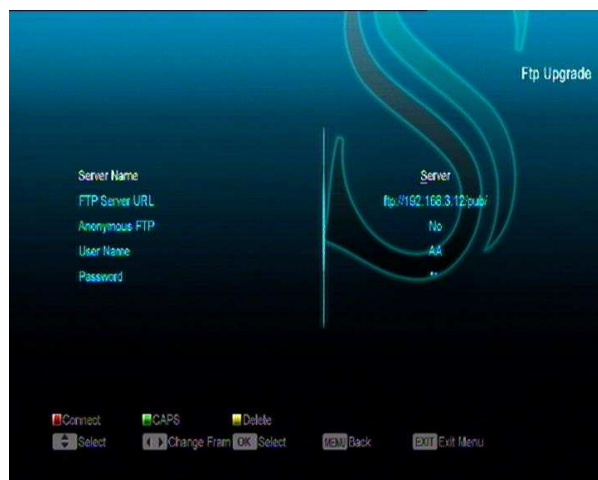 Ftp Upgrade
Server Name Server
FTP Server URL ftp://192.168.3.12/pub/
Anonymous FTP No
User Name AA
Password **
Connect CAPS Delete
Select Change Fram OK Select MENU Back EXIT Exit Menu